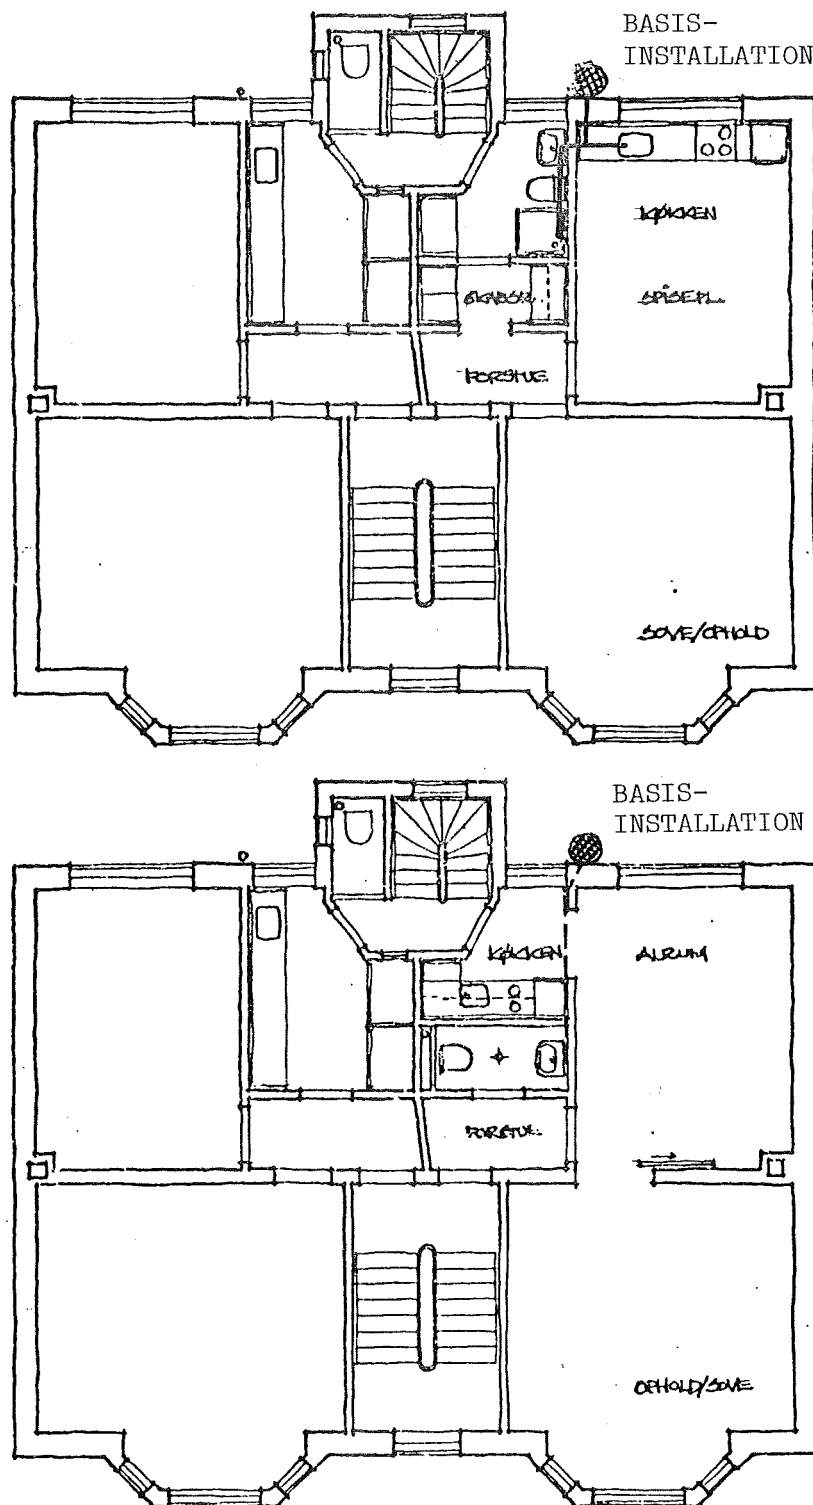 BASIS-
INSTALLATION
KØKKEN
SPISEPL.
FORSTUE
SOVE/OPHOLD
BASIS-
INSTALLATION
KØKKEN
ALRUM
FORSTUE
OPHOLD/SOVE